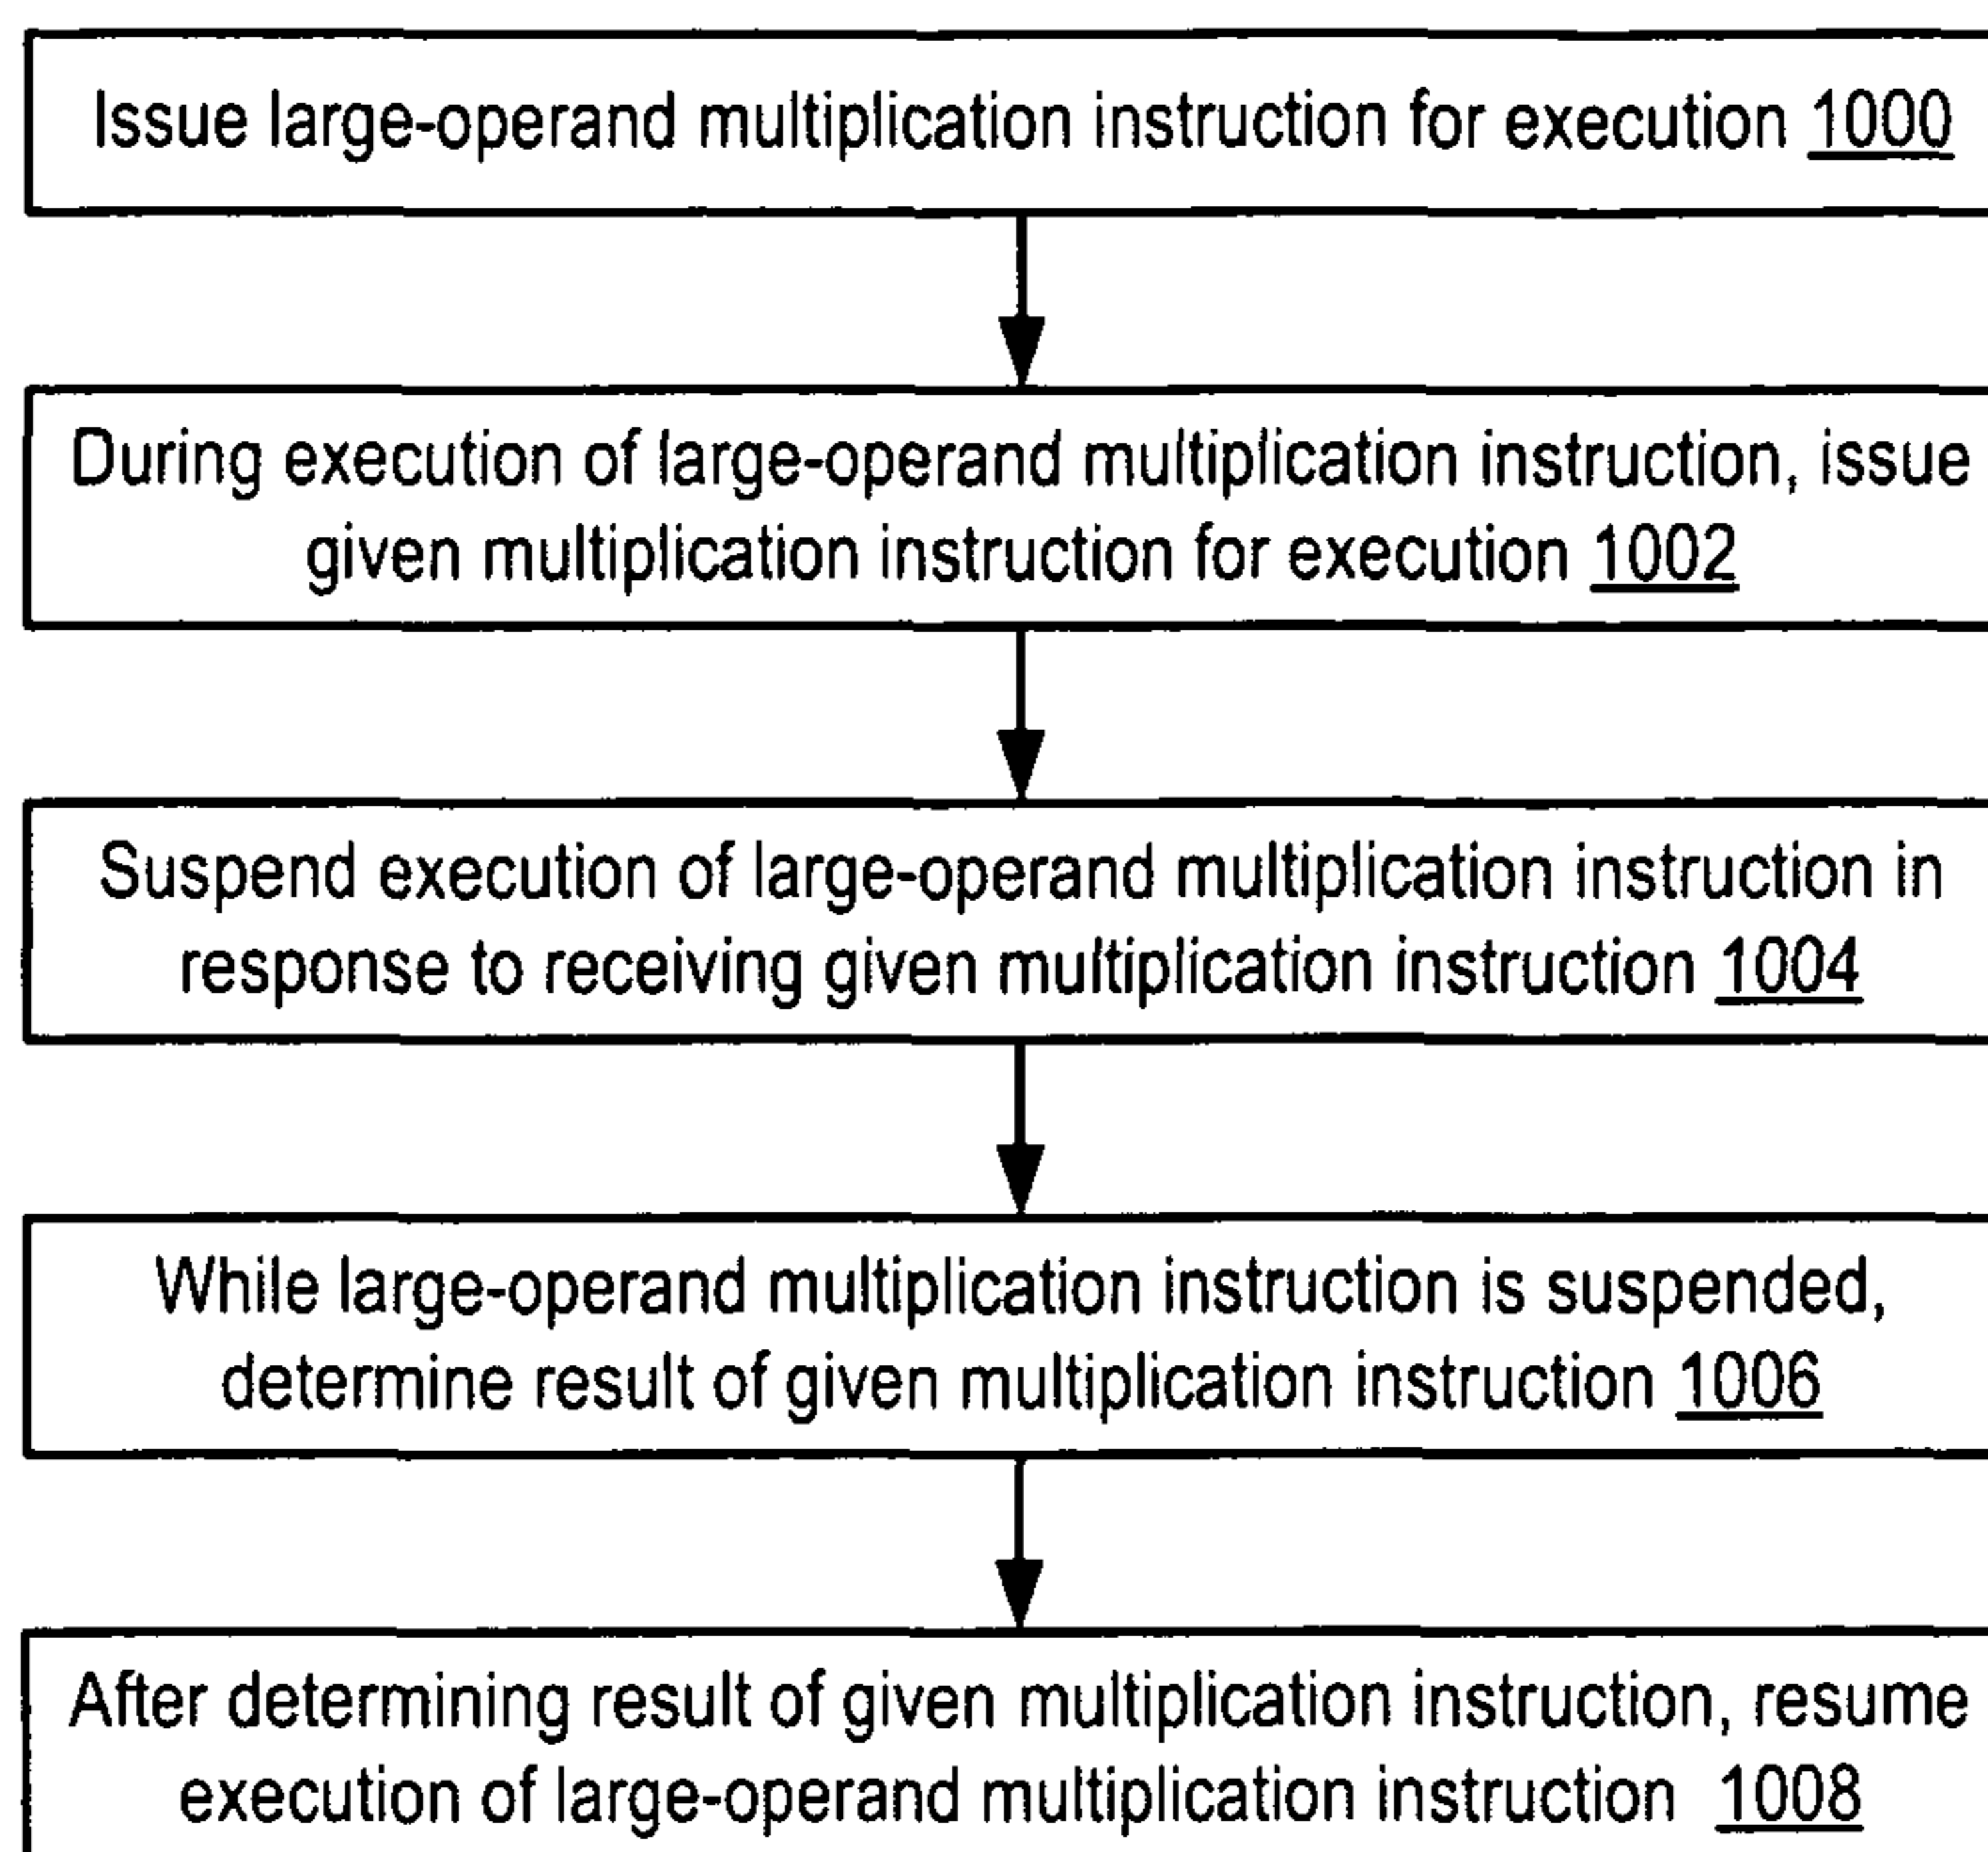 Issue large-operand multiplication instruction for execution 1000
During execution of large-operand multiplication instruction, issue
given multiplication instruction for execution 1002
Suspend execution of large-operand multiplication instruction in
response to receiving given multiplication instruction 1004
While large-operand multiplication instruction is suspended,
determine result of given multiplication instruction 1006
After determining result of given multiplication instruction, resume
execution of large-operand multiplication instruction 1008